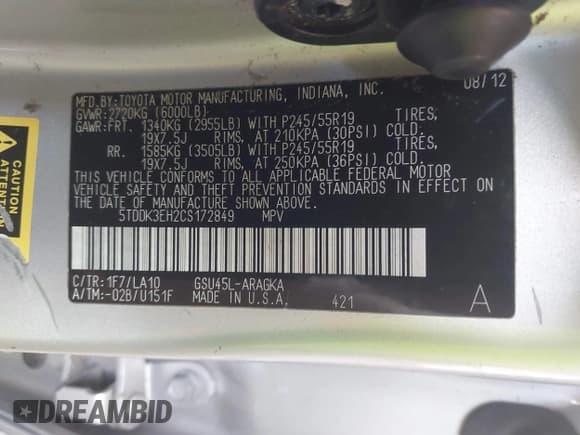 08/12
MFD.BY:TOYOTA MOTOR MANUFACTURING, INDIANA, INC.
GVWR:2720KG (6000LB)
GAWR:FRT. 1340KG (2955LB) WITH P245/55R19 TIRES,
19X7.5J RIMS, AT 210KPA (30PSI) COLD.
RR. 1585KG (3505LB) WITH P245/55R19 TIRES,
19X7.5J RIMS, AT 250KPA (36PSI) COLD.
THIS VEHICLE CONFORMS TO ALL APPLICABLE FEDERAL MOTOR
VEHICLE SAFETY AND THEFT PREVENTION STANDARDS IN EFFECT
ON THE DATE OF MANUFACTURE SHOWN ABOVE.
5TDDK3EH2CS172849 MPV
C/TR:1F7/LA10 GSU45L-ARAGKA
A/TM:-02B/U151F MADE IN U.S.A. 421 A
CAUTION
ATTENTION
DREAMBID